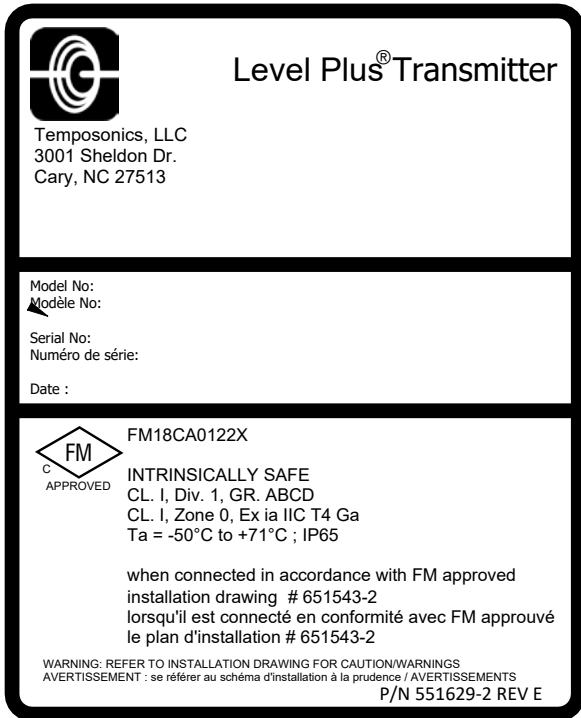 Level Plus® Transmitter
Temposonics, LLC
3001 Sheldon Dr.
Cary, NC 27513
Model No:
Modèle No:
Serial No:
Numéro de série:
Date :
FM18CA0122X
FM
C
APPROVED
INTRINSICALLY SAFE
CL. I, Div. 1, GR. ABCD
CL. I, Zone 0, Ex ia IIC T4 Ga
Ta = -50°C to +71°C ; IP65
when connected in accordance with FM approved
installation drawing # 651543-2
lorsqu'il est connecté en conformité avec FM approuvé
le plan d'installation # 651543-2
WARNING: REFER TO INSTALLATION DRAWING FOR CAUTION/WARNINGS
AVERTISSEMENT : se référer au schéma d'installation à la prudence / AVERTISSEMENTS
P/N 551629-2 REV E